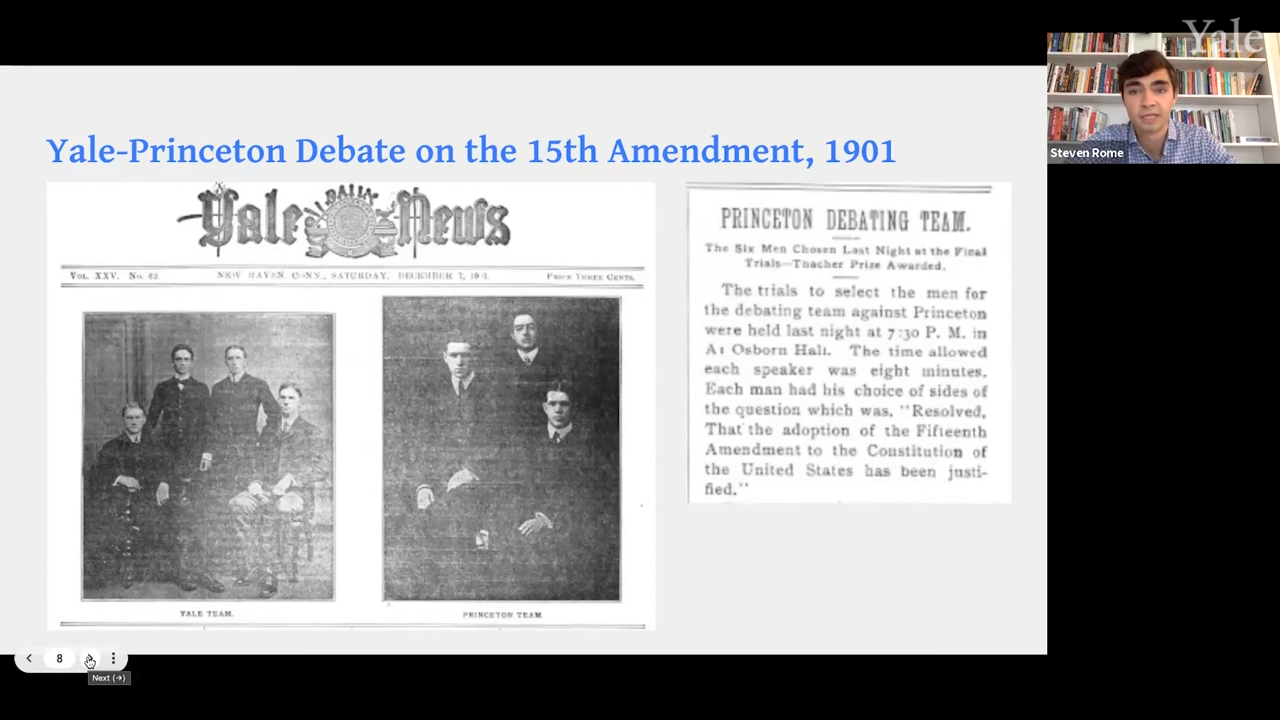 Yale
Steven Rome
Yale-Princeton Debate on the 15th Amendment, 1901
Yale DAILY News
VOL. XXV. NO. 62. NEW HAVEN, CONN., SATURDAY, DECEMBER 7, 1901. PRICE THREE CENTS.
YALE TEAM.
PRINCETON TEAM
PRINCETON DEBATING TEAM.
The Six Men Chosen Last Night at the Final
Trials—Thacher Prize Awarded.
The trials to select the men for
the debating team against Princeton
were held last night at 7:30 P. M. in
A1 Osborn Hall. The time allowed
each speaker was eight minutes.
Each man had his choice of sides of
the question which was, "Resolved,
That the adoption of the Fifteenth
Amendment to the Constitution of
the United States has been justi-
fied."
8
Next (→)